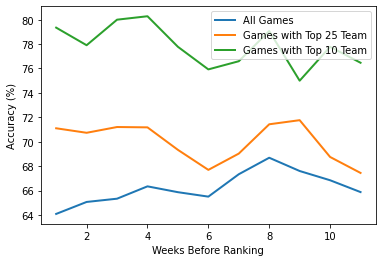 All Games
Games with Top 25 Team
Games with Top 10 Team
80
78
76
74
72
70
68
66
64
Accuracy (%)
2 4 6 8 10
Weeks Before Ranking